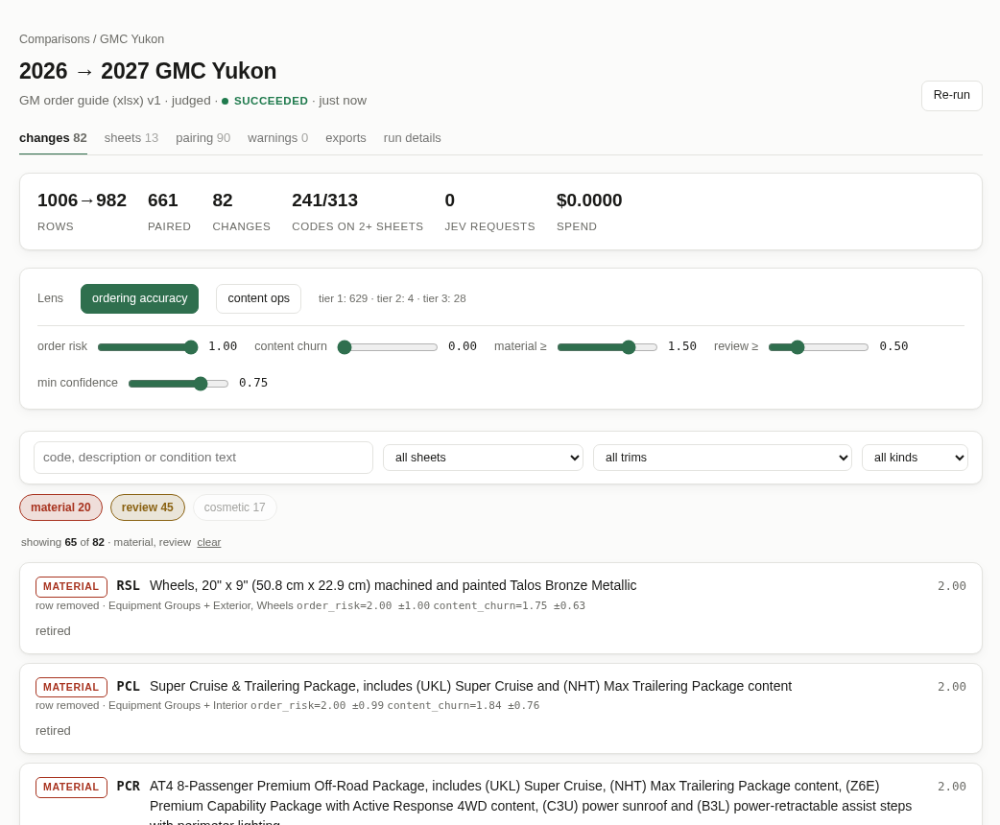 Comparisons / GMC Yukon
2026 → 2027 GMC Yukon
GM order guide (xlsx) v1 · judged · ● SUCCEEDED · just now
Re-run
changes 82 sheets 13 pairing 90 warnings 0 exports run details
1006→982 661 82 241/313 0 $0.0000
ROWS PAIRED CHANGES CODES ON 2+ SHEETS JEV REQUESTS SPEND
Lens ordering accuracy content ops tier 1: 629 · tier 2: 4 · tier 3: 28
order risk 1.00 content churn 0.00 material ≥ 1.50 review ≥ 0.50
min confidence 0.75
code, description or condition text all sheets all trims all kinds
material 20 review 45 cosmetic 17
showing 65 of 82 · material, review clear
MATERIAL RSL Wheels, 20" x 9" (50.8 cm x 22.9 cm) machined and painted Talos Bronze Metallic 2.00
row removed · Equipment Groups + Exterior, Wheels order_risk=2.00 ±1.00 content_churn=1.75 ±0.63
retired
MATERIAL PCL Super Cruise & Trailering Package, includes (UKL) Super Cruise and (NHT) Max Trailering Package content 2.00
row removed · Equipment Groups + Interior order_risk=2.00 ±0.99 content_churn=1.84 ±0.76
retired
MATERIAL PCR AT4 8-Passenger Premium Off-Road Package, includes (UKL) Super Cruise, (NHT) Max Trailering Package content, (Z6E) 2.00
Premium Capability Package with Active Response 4WD content, (C3U) power sunroof and (B3L) power-retractable assist steps
with perimeter lighting